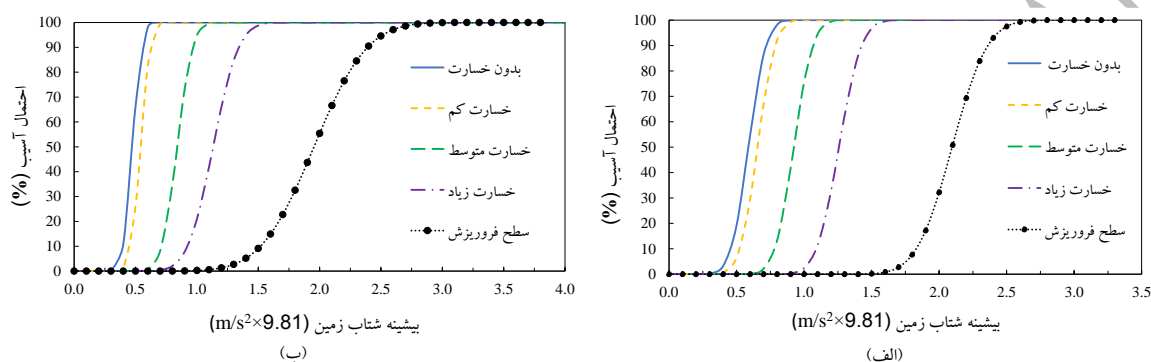 احتمال آسیب (%)
100
90
80
70
60
50
40
30
20
10
0
بدون خسارت
خسارت کم
خسارت متوسط
خسارت زیاد
سطح فروریزش
0.0 0.5 1.0 1.5 2.0 2.5 3.0 3.5
بیشینه شتاب زمین (m/s²×9.81)
(الف)
احتمال آسیب (%)
100
90
80
70
60
50
40
30
20
10
0
بدون خسارت
خسارت کم
خسارت متوسط
خسارت زیاد
سطح فروریزش
0.0 0.5 1.0 1.5 2.0 2.5 3.0 3.5 4.0
بیشینه شتاب زمین (m/s²×9.81)
(ب)